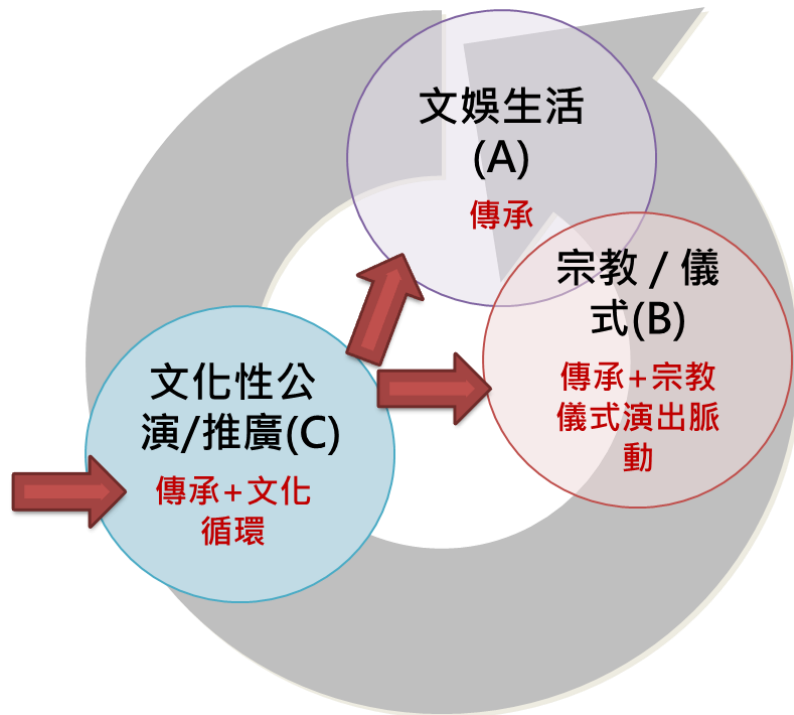 文娛生活
(A)
傳承
宗教 / 儀
式(B)
傳承+宗教
儀式演出脈
動
文化性公
演/推廣(C)
傳承+文化
循環